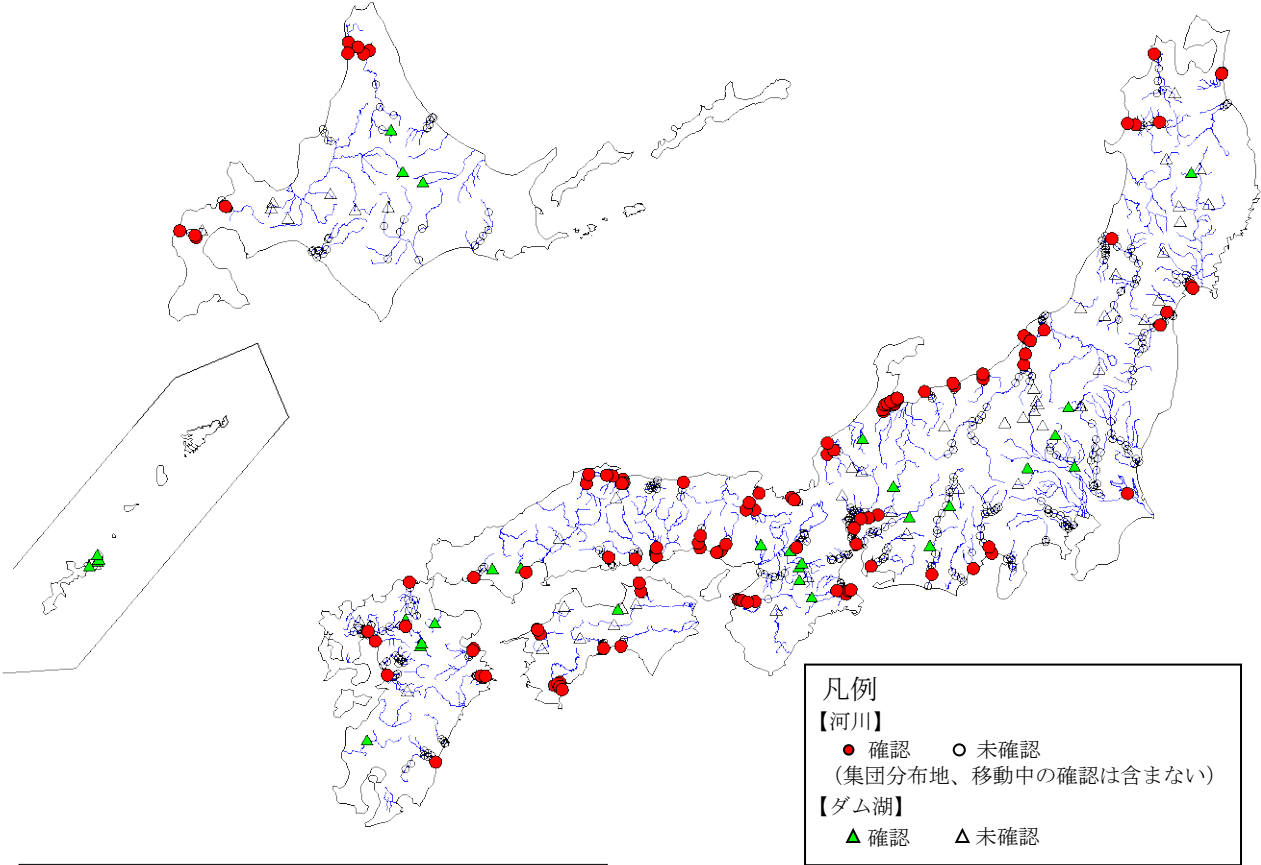 凡例
【河川】
確認 未確認
（集団分布地、移動中の確認は含まない）
【ダム湖】
確認 未確認